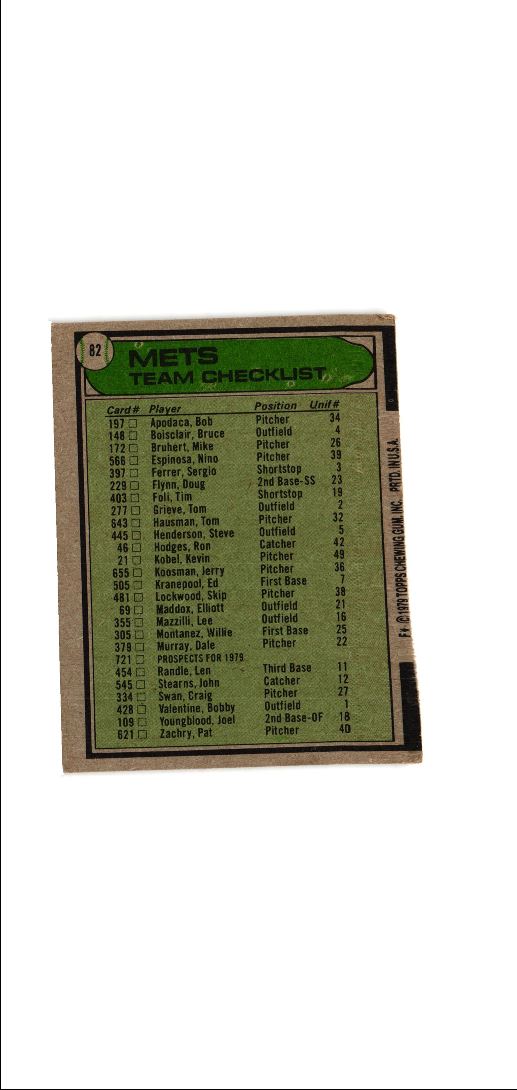 82
METS
TEAM CHECKLIST
Card # Player Position Unif #
197 Apodaca, Bob Pitcher 34
148 Boisclair, Bruce Outfield 4
172 Bruhert, Mike Pitcher 26
566 Espinosa, Nino Pitcher 39
397 Ferrer, Sergio Shortstop 3
229 Flynn, Doug 2nd Base-SS 23
403 Foli, Tim Shortstop 19
277 Grieve, Tom Outfield 2
643 Hausman, Tom Pitcher 32
445 Henderson, Steve Outfield 5
46 Hodges, Ron Catcher 42
21 Kobel, Kevin Pitcher 49
655 Koosman, Jerry Pitcher 36
505 Kranepool, Ed First Base 7
481 Lockwood, Skip Pitcher 38
69 Maddox, Elliott Outfield 21
355 Mazzilli, Lee Outfield 16
305 Montanez, Willie First Base 25
379 Murray, Dale Pitcher 22
721 PROSPECTS FOR 1979
454 Randle, Len Third Base 11
545 Stearns, John Catcher 12
334 Swan, Craig Pitcher 27
428 Valentine, Bobby Outfield 1
109 Youngblood, Joel 2nd Base-OF 18
621 Zachry, Pat Pitcher 40
F* © 1979 TOPPS CHEWING GUM, INC. PRTD. IN U.S.A.